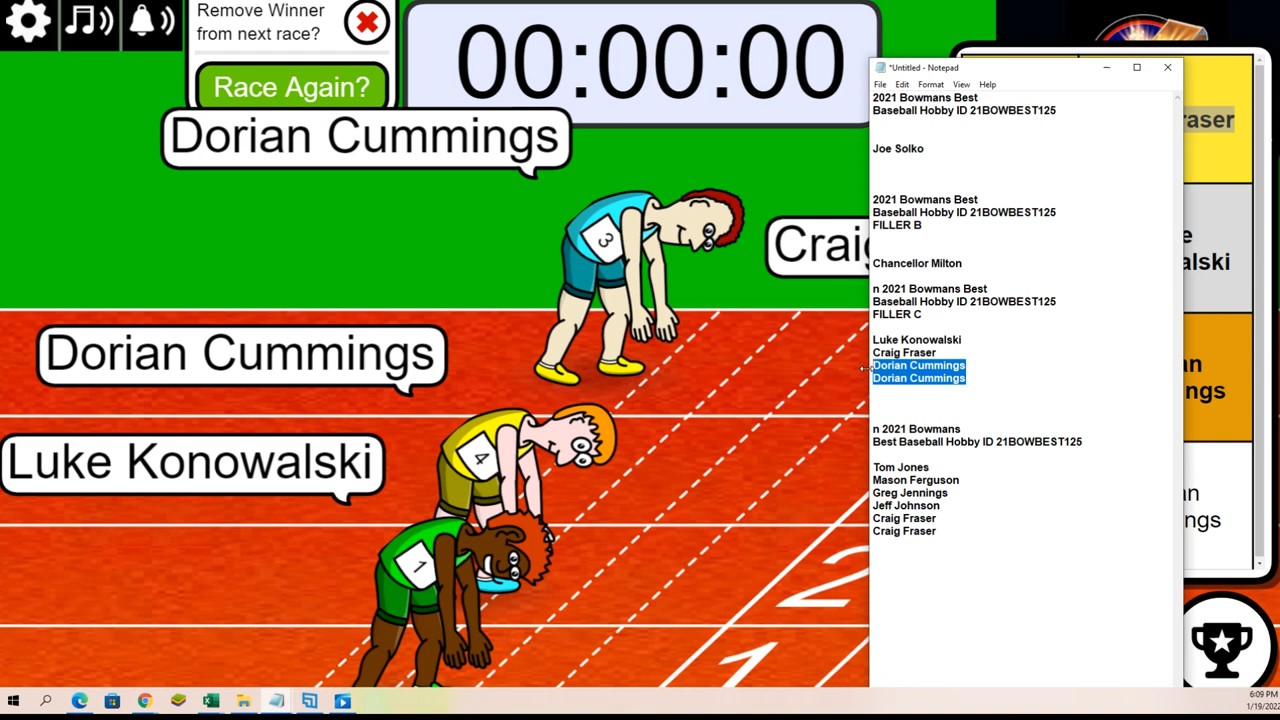 Remove Winner
from next race?
Race Again?
00:00:00
Dorian Cummings
Craig
Dorian Cummings
Luke Konowalski
3
4
1
2
1
*Untitled - Notepad
File Edit Format View Help
2021 Bowmans Best
Baseball Hobby ID 21BOWBEST125
Joe Solko
2021 Bowmans Best
Baseball Hobby ID 21BOWBEST125
FILLER B
Chancellor Milton
n 2021 Bowmans Best
Baseball Hobby ID 21BOWBEST125
FILLER C
Luke Konowalski
Craig Fraser
Dorian Cummings
Dorian Cummings
n 2021 Bowmans
Best Baseball Hobby ID 21BOWBEST125
Tom Jones
Mason Ferguson
Greg Jennings
Jeff Johnson
Craig Fraser
Craig Fraser
raser
e
alski
an
ngs
an
ngs
6:09 PM
1/19/2022